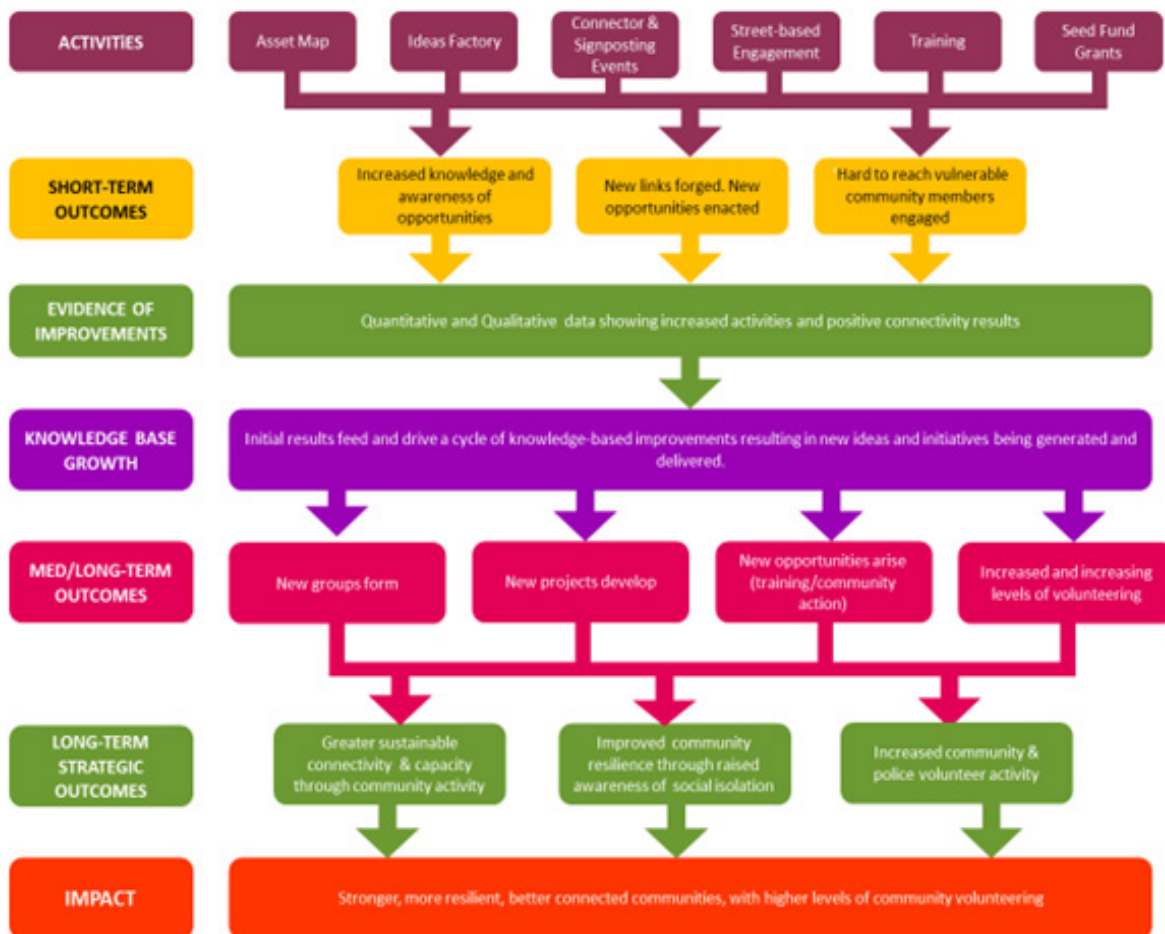 ACTIVITIES
Asset Map
Ideas Factory
Connector &
Signposting
Events
Street-based
Engagement
Training
Seed Fund
Grants
SHORT-TERM
OUTCOMES
Increased knowledge and
awareness of
opportunities
New links forged. New
opportunities enacted
Hard to reach vulnerable
community members
engaged
EVIDENCE OF
IMPROVEMENTS
Quantitative and Qualitative data showing increased activities and positive connectivity results
KNOWLEDGE BASE
GROWTH
Initial results feed and drive a cycle of knowledge-based improvements resulting in new ideas and initiatives being generated and
delivered.
MED/LONG-TERM
OUTCOMES
New groups form
New projects develop
New opportunities arise
(training/community
action)
Increased and increasing
levels of volunteering
LONG-TERM
STRATEGIC
OUTCOMES
Greater sustainable
connectivity & capacity
through community activity
Improved community
resilience through raised
awareness of social isolation
Increased community &
police volunteer activity
IMPACT
Stronger, more resilient, better connected communities, with higher levels of community volunteering